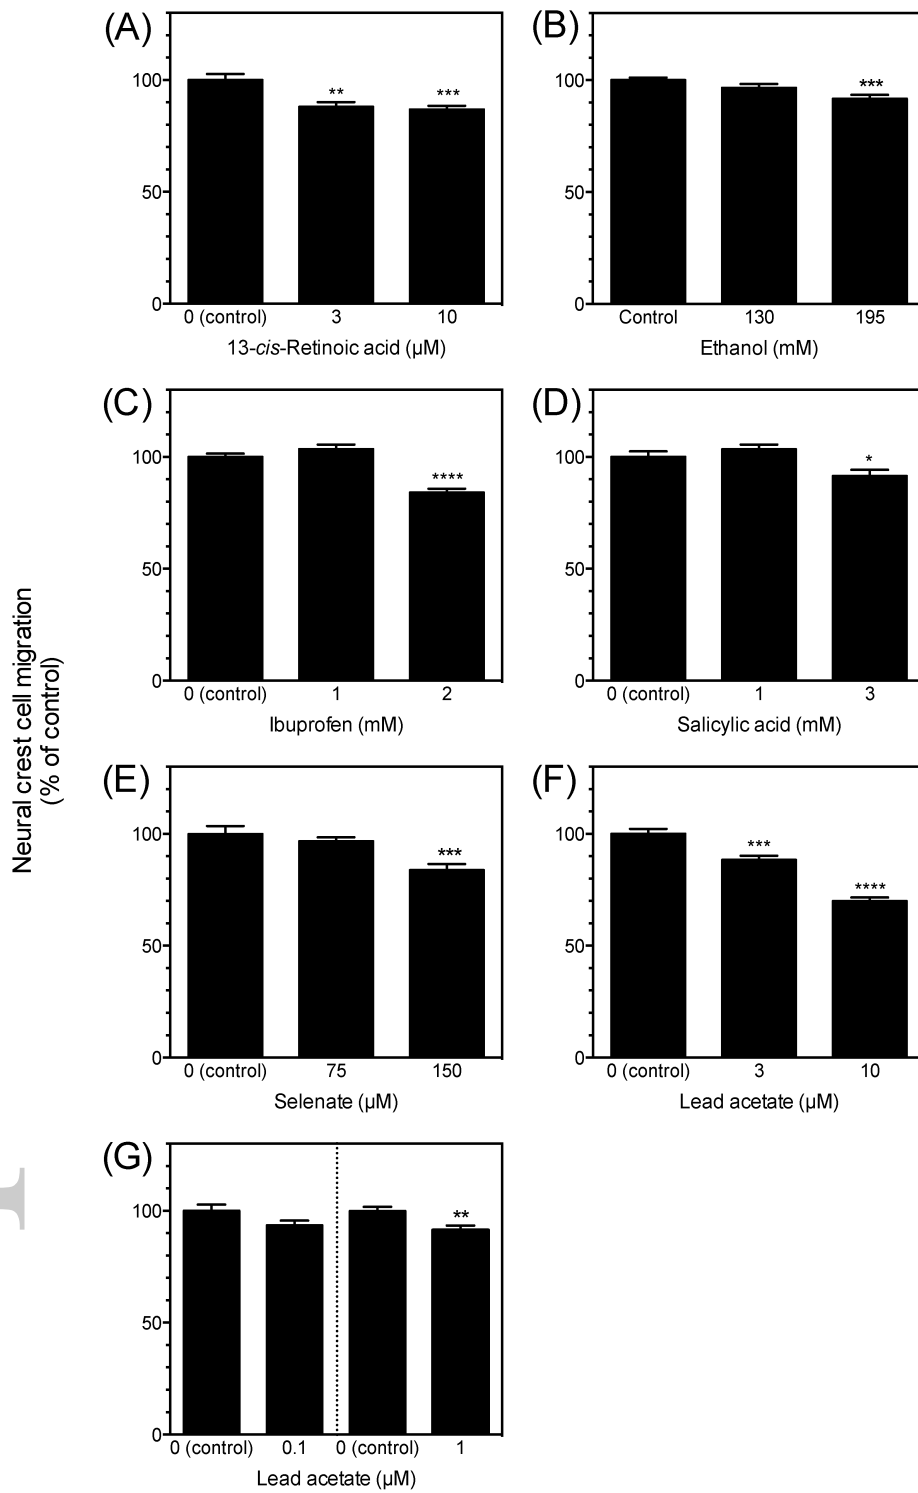 (A)
100
50
0
**
***
0 (control) 3 10
13-cis-Retinoic acid (µM)
(B)
100
50
0
***
Control 130 195
Ethanol (mM)
(C)
100
50
0
****
0 (control) 1 2
Ibuprofen (mM)
(D)
100
50
0
*
0 (control) 1 3
Salicylic acid (mM)
Neural crest cell migration
(% of control)
(E)
100
50
0
***
0 (control) 75 150
Selenate (µM)
(F)
100
50
0
***
****
0 (control) 3 10
Lead acetate (µM)
(G)
100
50
0
**
0 (control) 0.1 0 (control) 1
Lead acetate (µM)